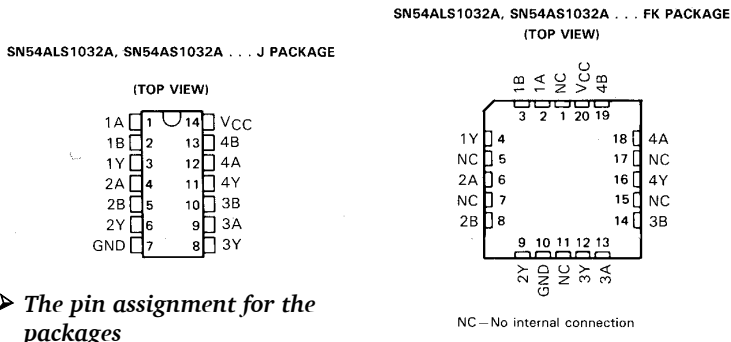 SN54ALS1032A, SN54AS1032A . . . J PACKAGE
(TOP VIEW)
1A 1 14 VCC
1B 2 13 4B
1Y 3 12 4A
2A 4 11 4Y
2B 5 10 3B
2Y 6 9 3A
GND 7 8 3Y
➢ The pin assignment for the
packages
SN54ALS1032A, SN54AS1032A . . . FK PACKAGE
(TOP VIEW)
1B 1A NC VCC 4B
3 2 1 20 19
1Y 4 18 4A
NC 5 17 NC
2A 6 16 4Y
NC 7 15 NC
2B 8 14 3B
9 10 11 12 13
2Y GND NC 3Y 3A
NC—No internal connection